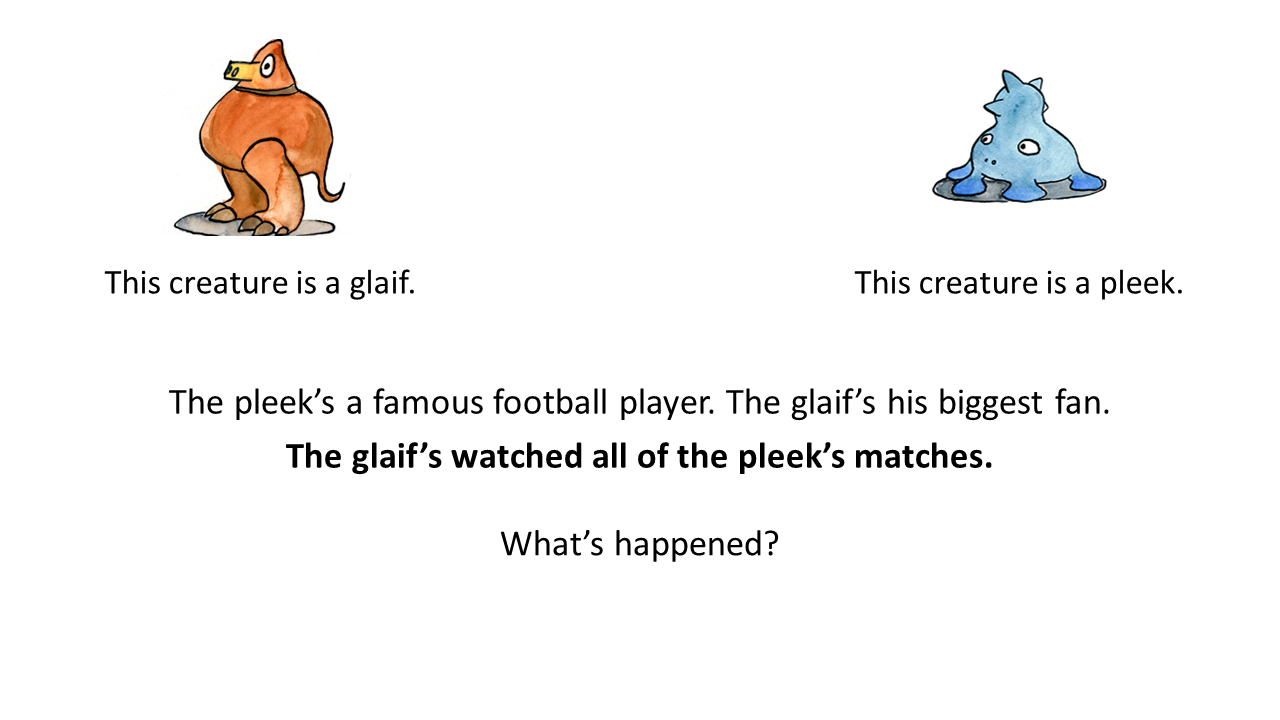 This creature is a glaif.
This creature is a pleek.
The pleek’s a famous football player. The glaif’s his biggest fan.
The glaif’s watched all of the pleek’s matches.
What’s happened?